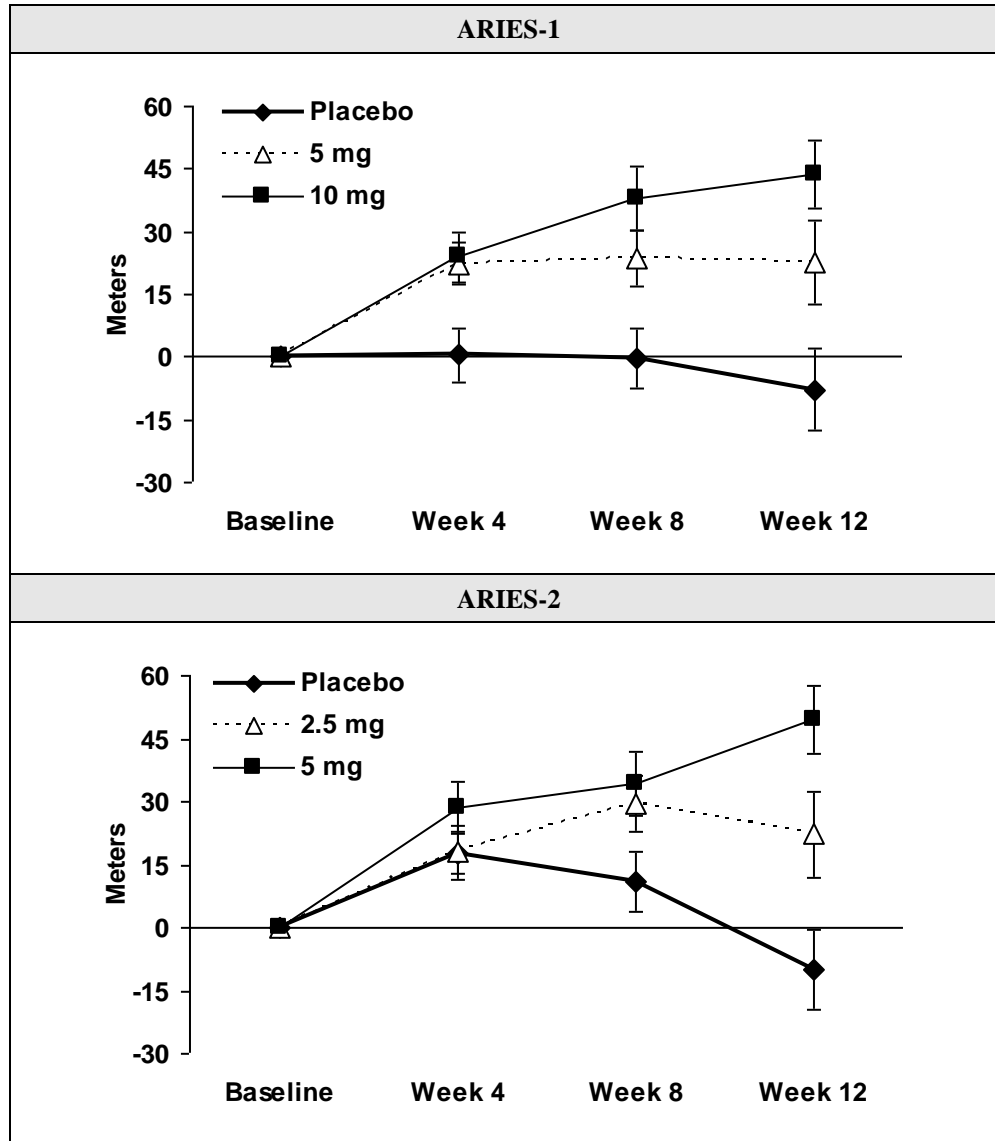 ARIES-1
Placebo
5 mg
10 mg
60
45
30
15
0
-15
-30
Meters
Baseline Week 4 Week 8 Week 12
ARIES-2
Placebo
2.5 mg
5 mg
60
45
30
15
0
-15
-30
Meters
Baseline Week 4 Week 8 Week 12